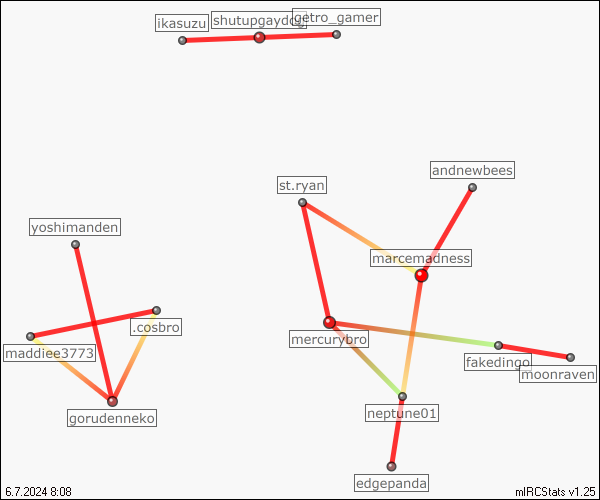 ikasuzu
getro_gamer
andnewbees
st.ryan
yoshimanden
marcemadness
.cosbro
mercurybro
maddiee3773
fakedingo
moonraven
gorudenneko
neptune01
edgepanda
6.7.2024 8:08
mIRCStats v1.25